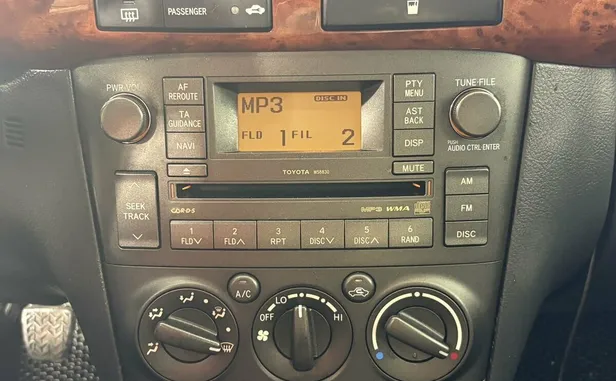 PASSENGER
PWR·VOL
AF REROUTE
TA GUIDANCE
NAVI
MP3
DISC IN
FLD 1 FIL 2
PTY MENU
AST BACK
DISP
TUNE·FILE
PUSH
AUDIO CTRL·ENTER
TOYOTA
MUTE
SEEK TRACK
CD R·D·S
MP3 WMA
AM
FM
DISC
1 FLD
2 FLD
3 RPT
4 DISC
5 DISC
6 RAND
A/C
OFF LO HI